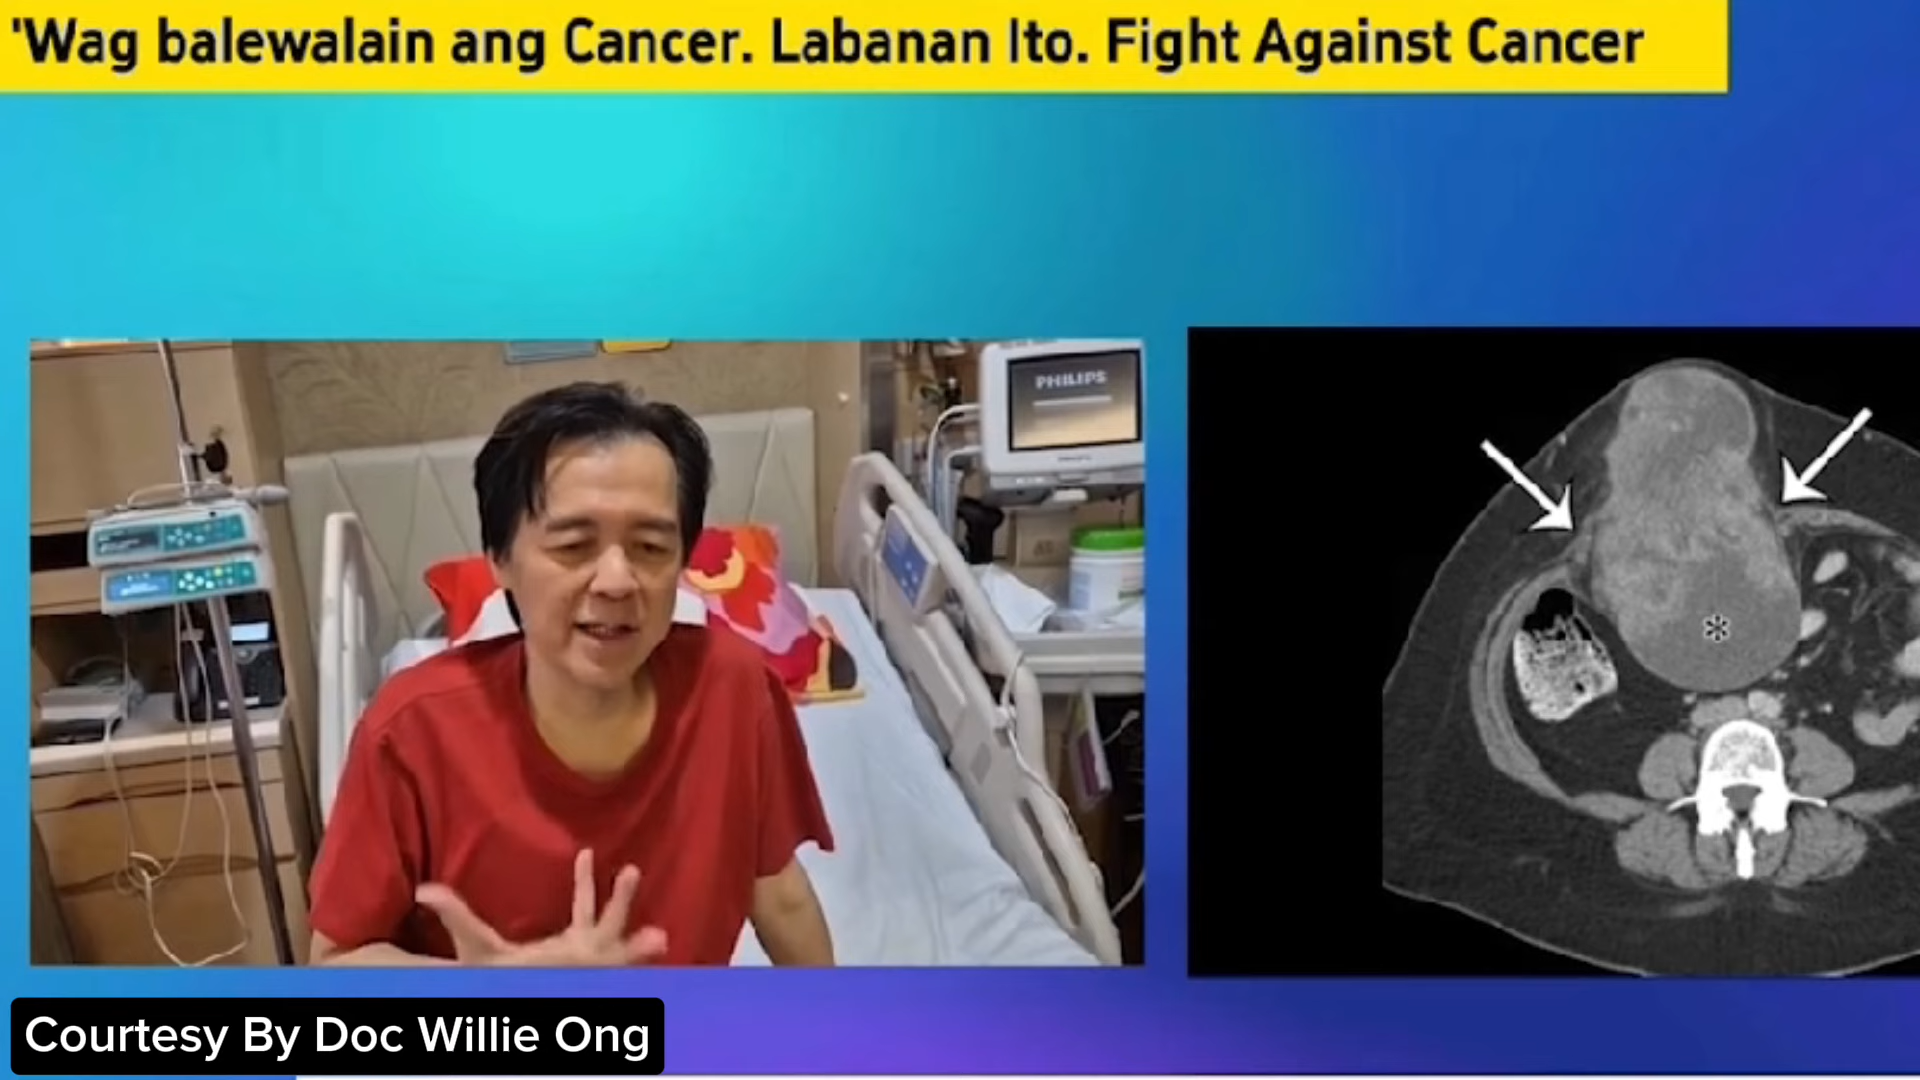 'Wag balewalain ang Cancer. Labanan Ito. Fight Against Cancer
PHILIPS
*
Courtesy By Doc Willie Ong